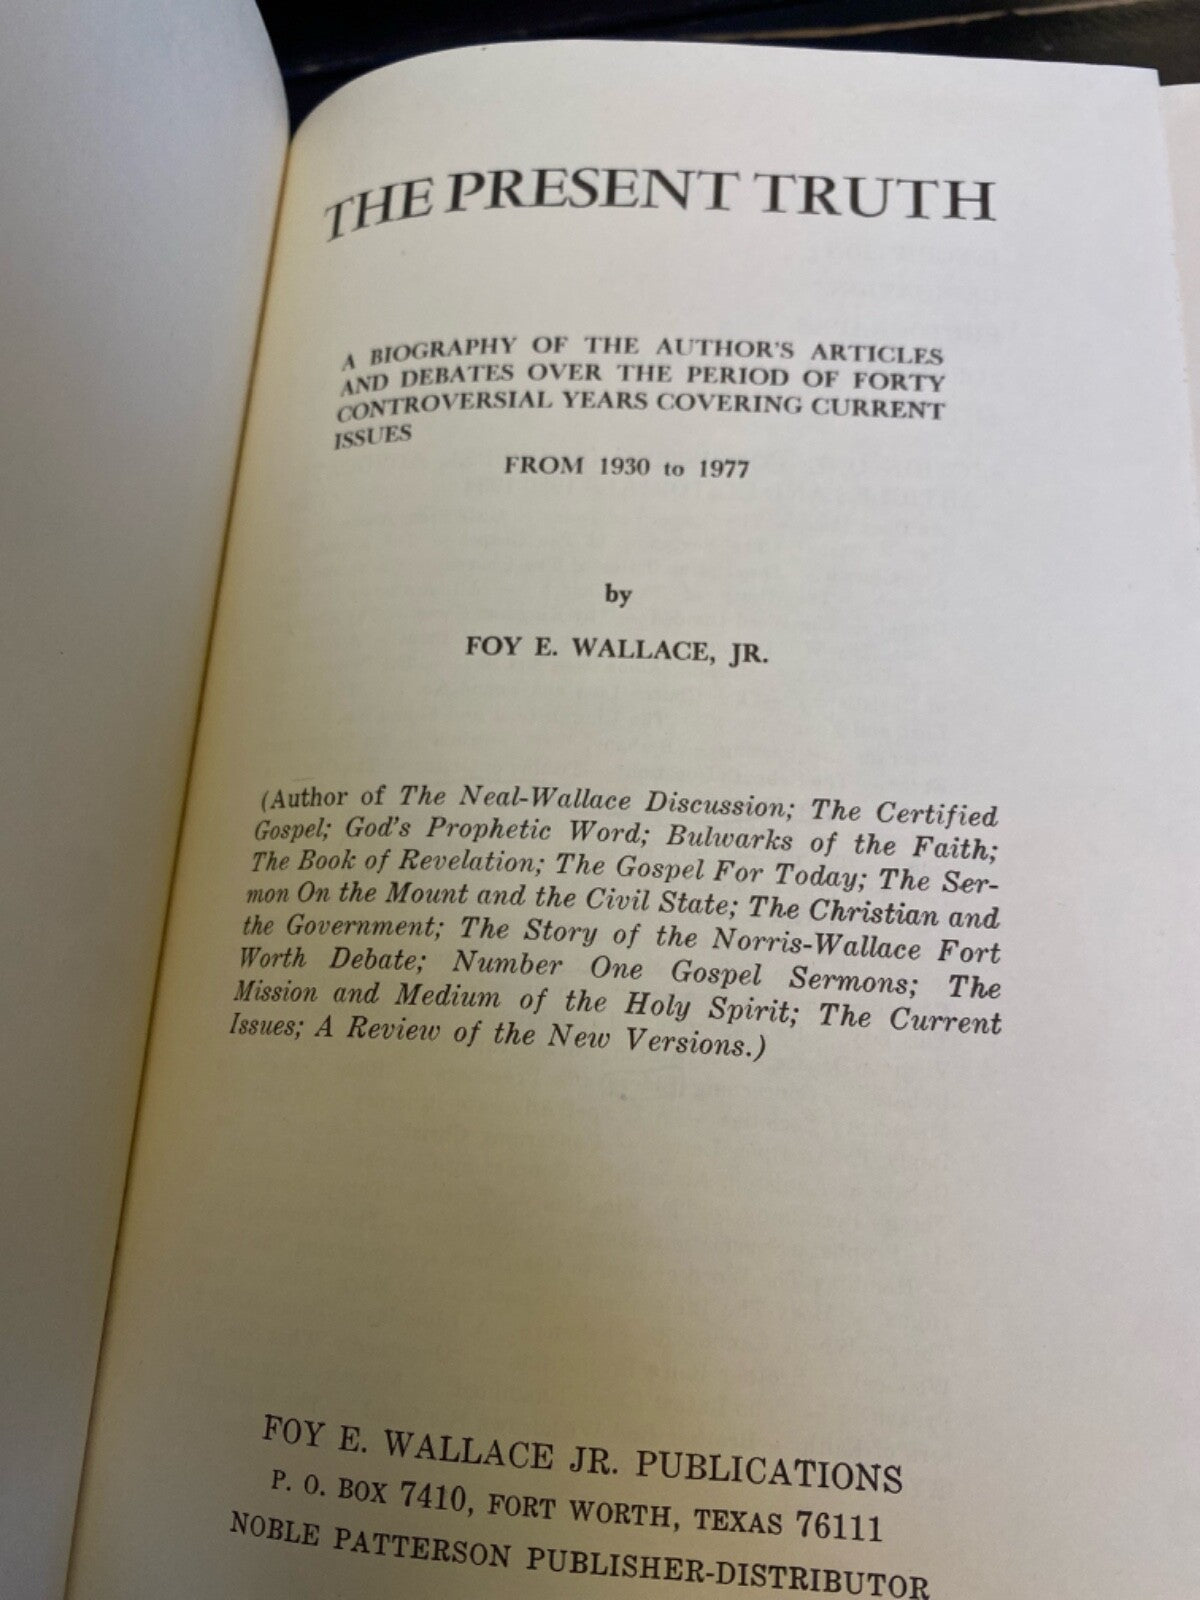 THE PRESENT TRUTH
A BIOGRAPHY OF THE AUTHOR'S ARTICLES
AND DEBATES OVER THE PERIOD OF FORTY
CONTROVERSIAL YEARS COVERING CURRENT
ISSUES
FROM 1930 to 1977
by
FOY E. WALLACE, JR.
(Author of The Neal-Wallace Discussion; The Certified
Gospel; God's Prophetic Word; Bulwarks of the Faith;
The Book of Revelation; The Gospel For Today; The Ser-
mon On the Mount and the Civil State; The Christian and
the Government; The Story of the Norris-Wallace Fort
Worth Debate; Number One Gospel Sermons; The
Mission and Medium of the Holy Spirit; The Current
Issues; A Review of the New Versions.)
FOY E. WALLACE JR. PUBLICATIONS
P. O. BOX 7410, FORT WORTH, TEXAS 76111
NOBLE PATTERSON PUBLISHER-DISTRIBUTOR